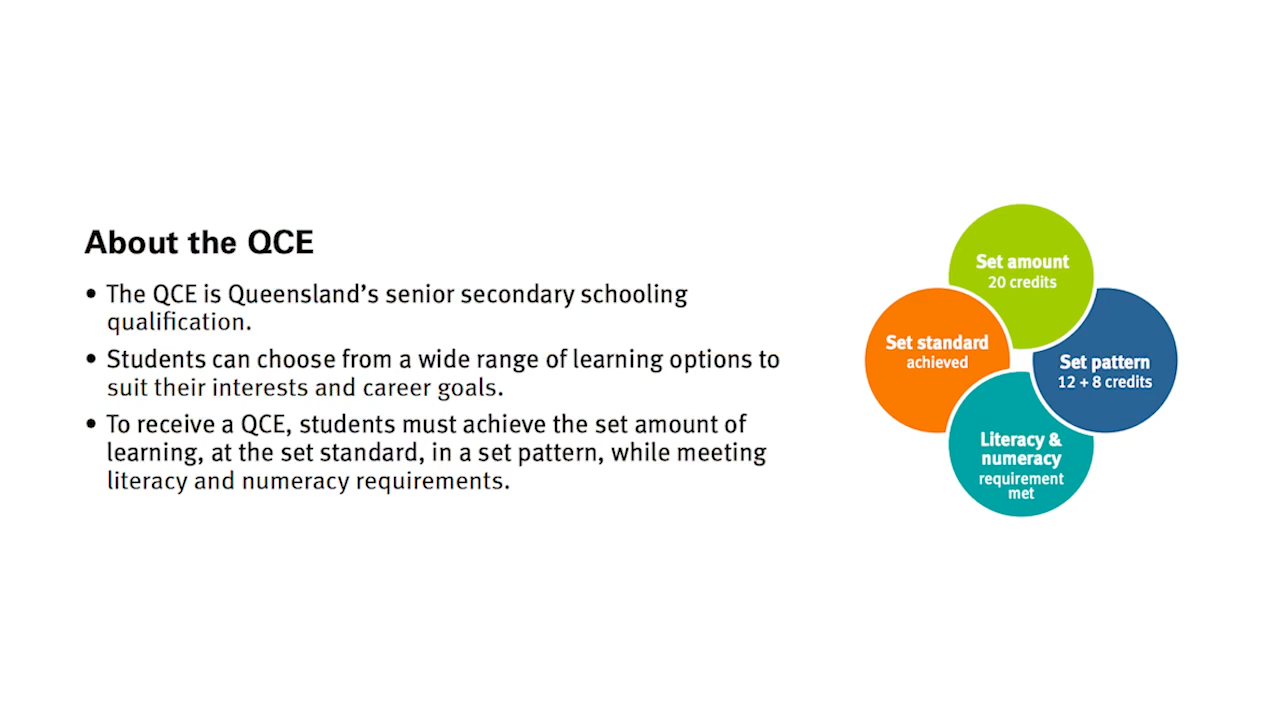 About the QCE
• The QCE is Queensland's senior secondary schooling
qualification.
• Students can choose from a wide range of learning options to
suit their interests and career goals.
• To receive a QCE, students must achieve the set amount of
learning, at the set standard, in a set pattern, while meeting
literacy and numeracy requirements.
Set amount
20 credits
Set standard
achieved
Set pattern
12 + 8 credits
Literacy &
numeracy
requirement
met